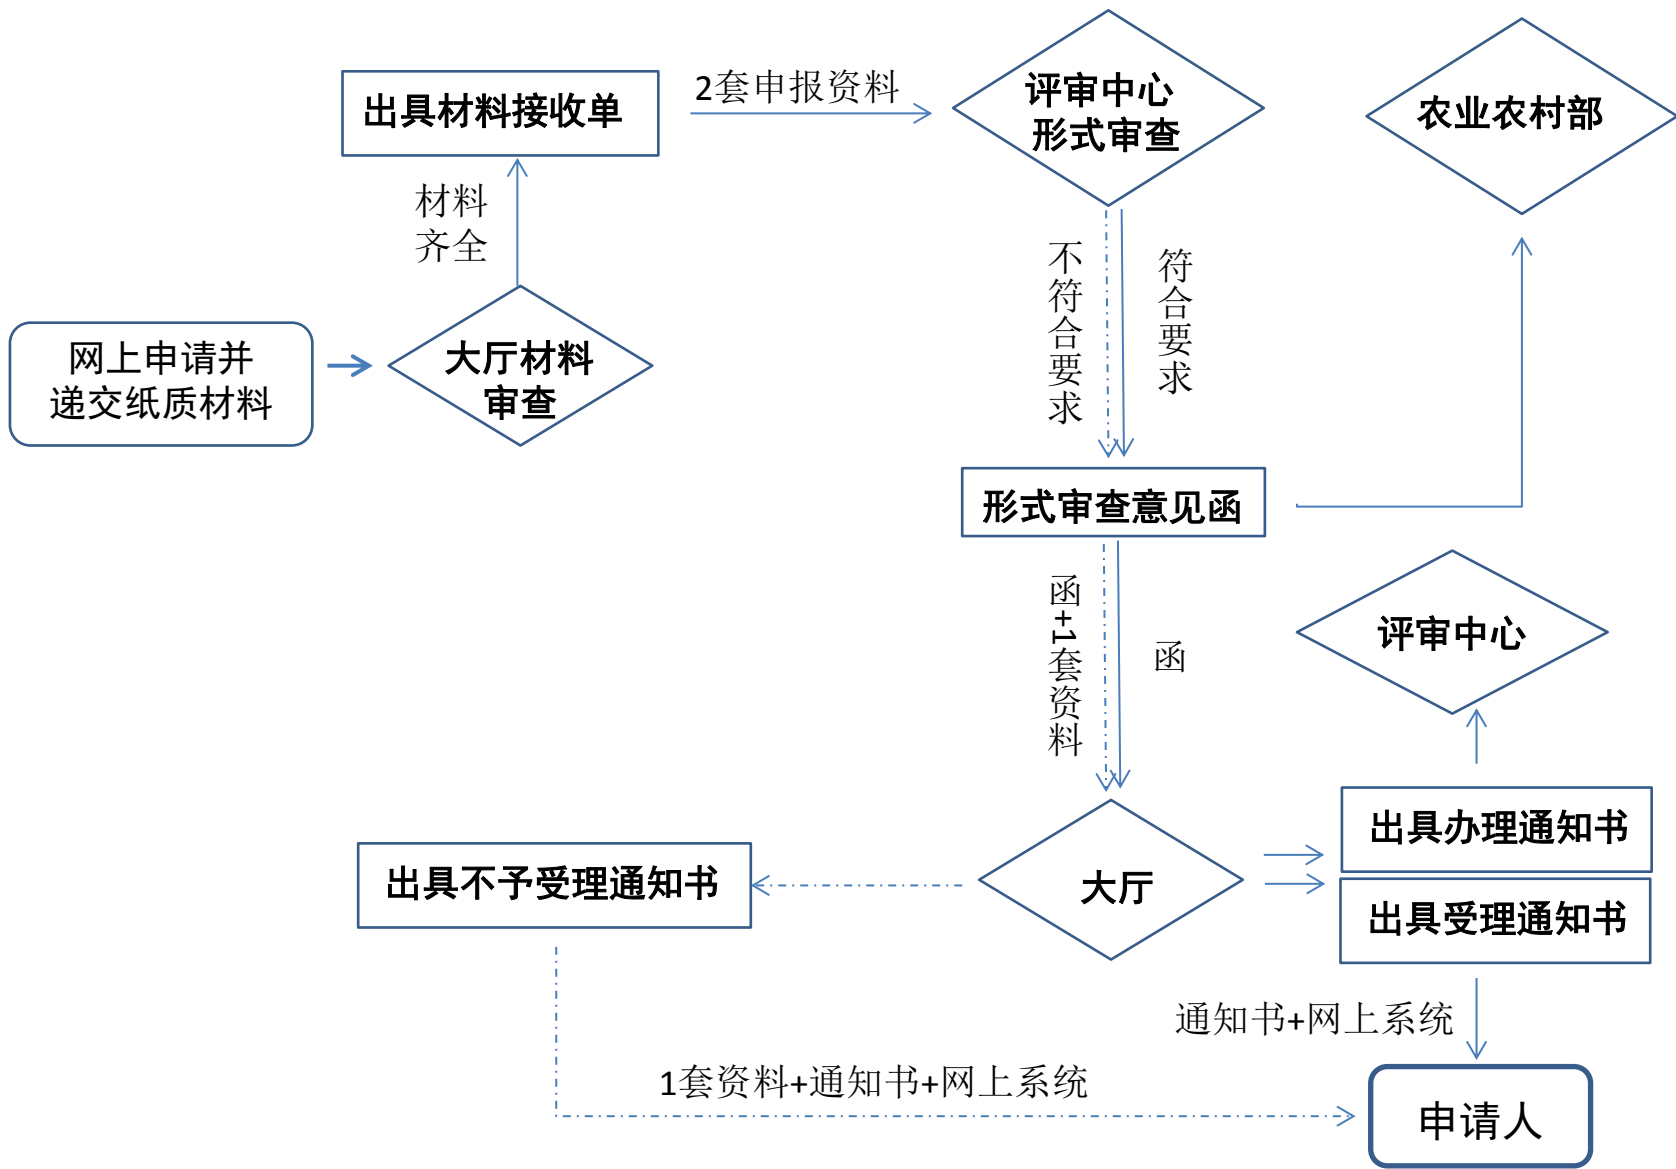 出具材料接收单
2套申报资料
评审中心
形式审查
农业农村部
材料
齐全
网上申请并
递交纸质材料
大厅材料
审查
不符合要求
符合要求
形式审查意见函
函+1套资料
函
评审中心
出具办理通知书
出具不予受理通知书
大厅
出具受理通知书
通知书+网上系统
1套资料+通知书+网上系统
申请人